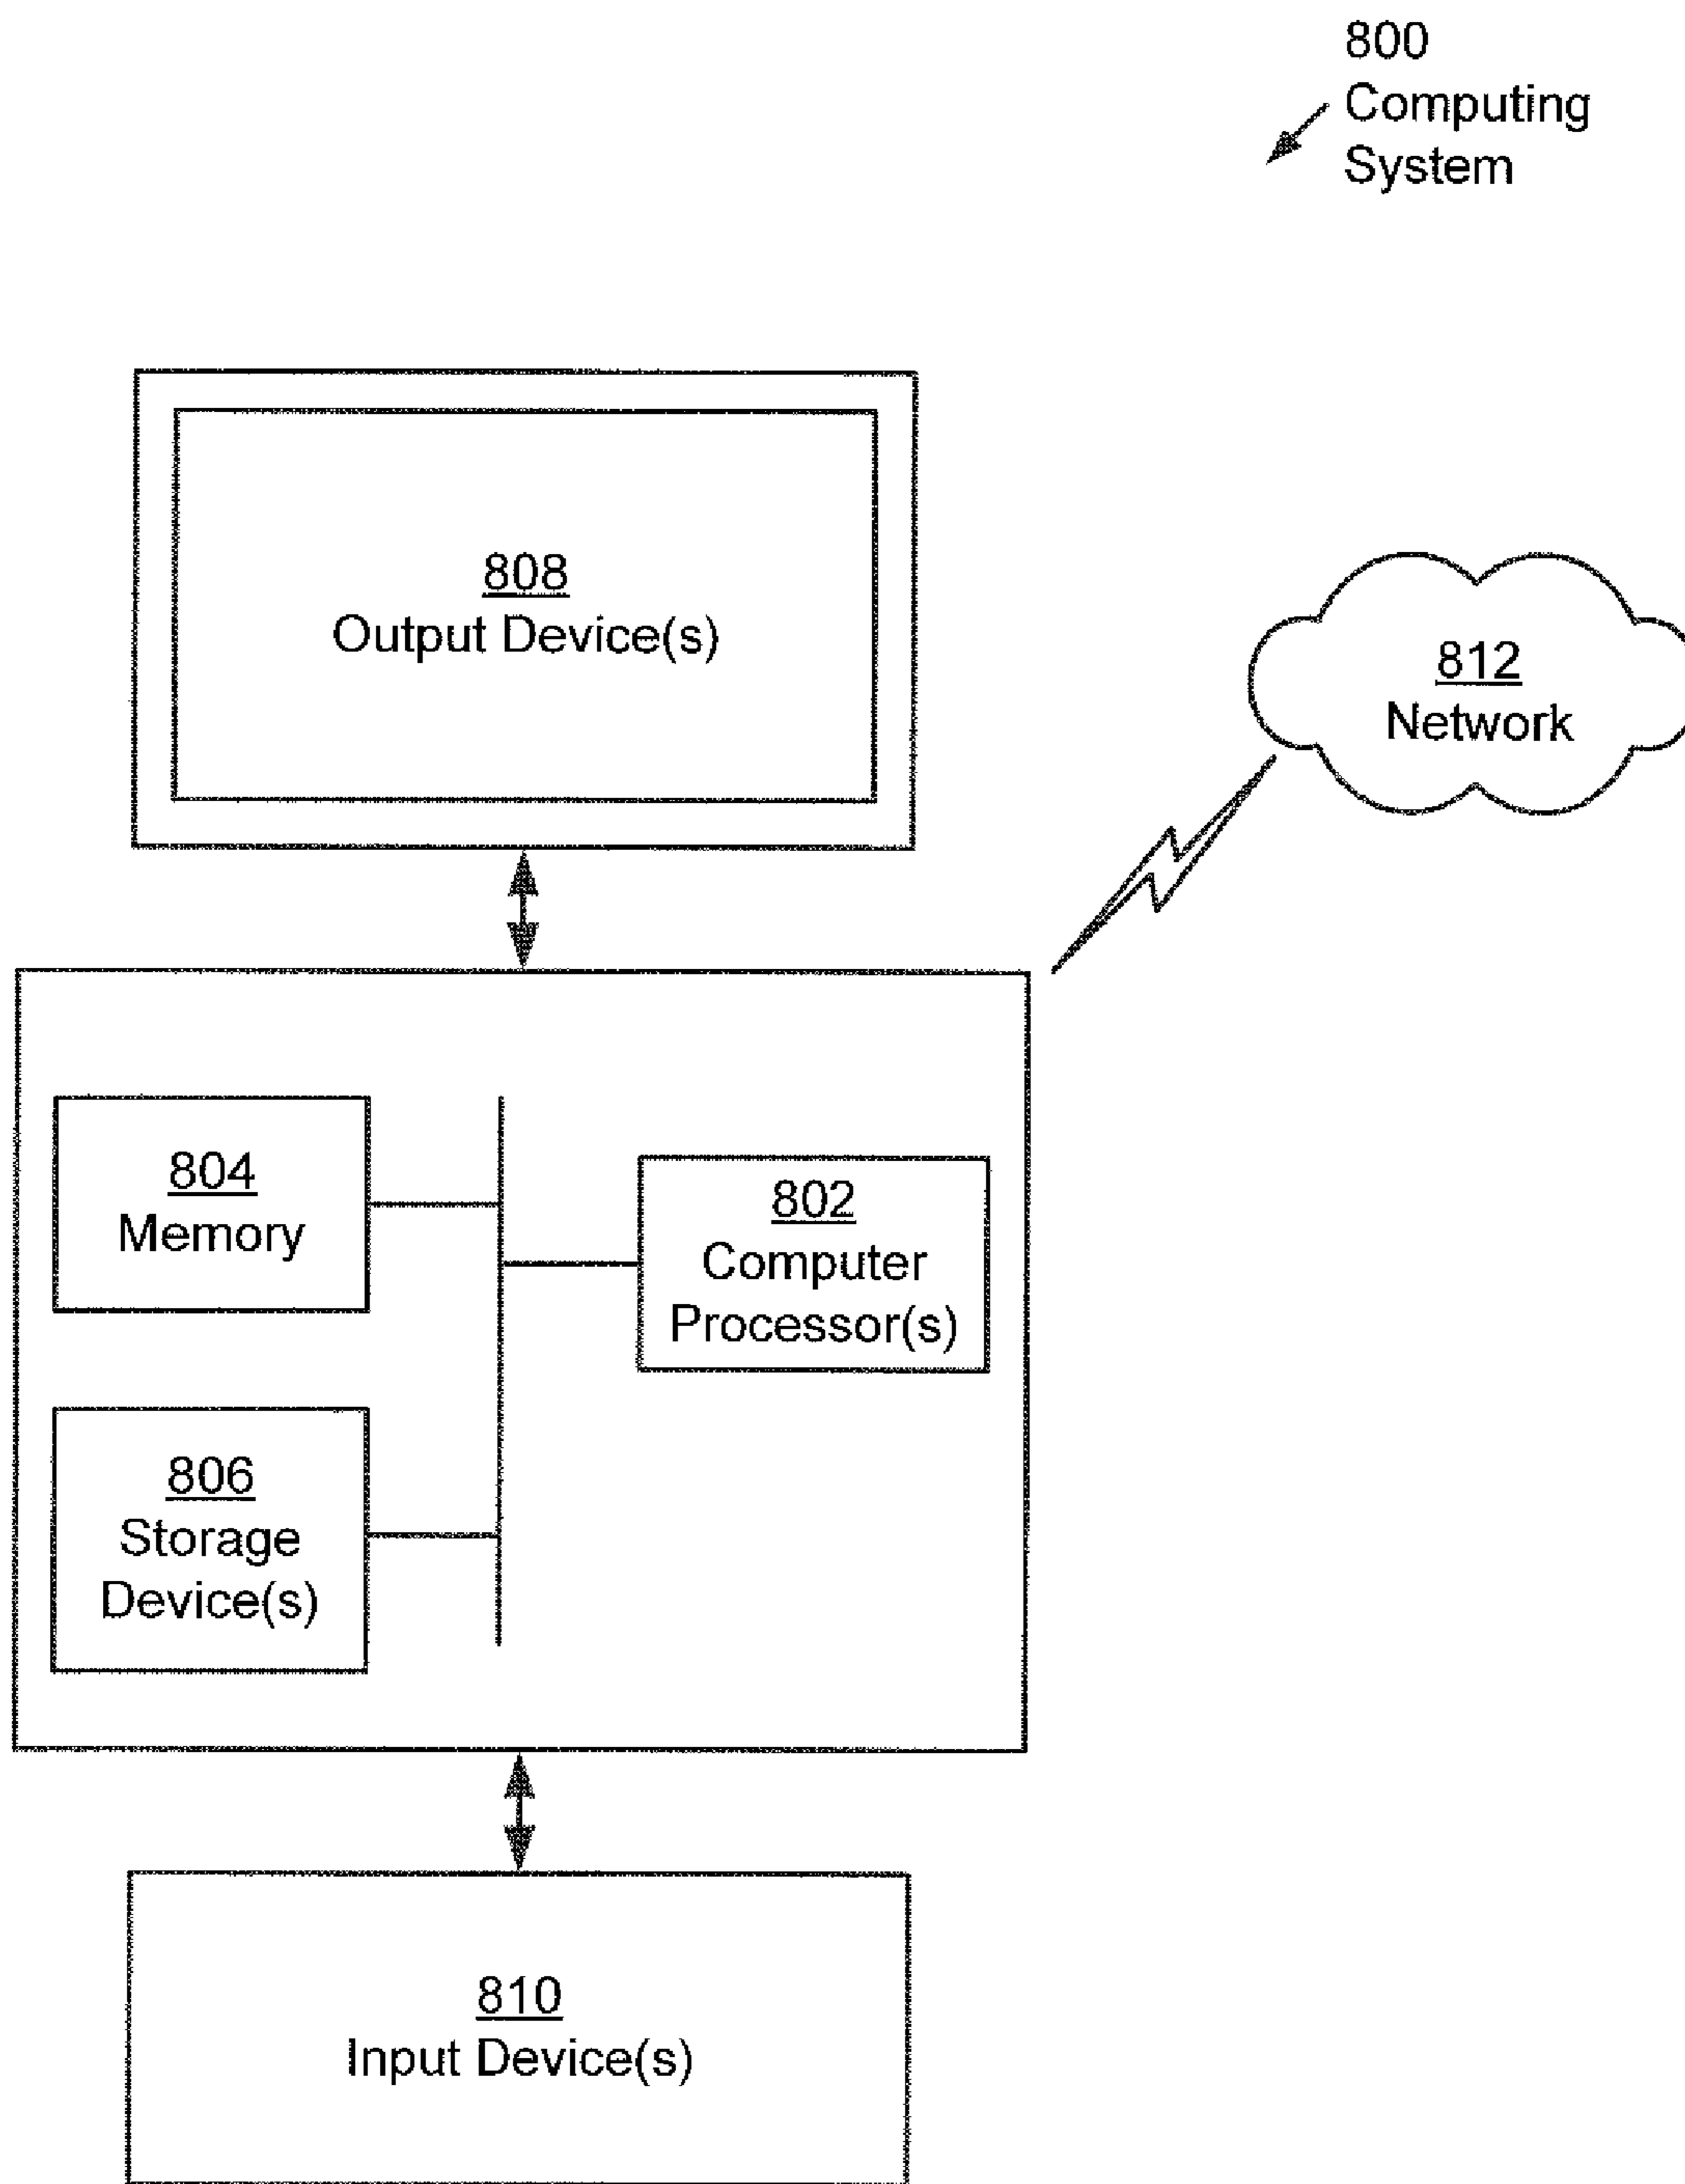 800
Computing
System
808
Output Device(s)
812
Network
804
Memory
802
Computer
Processor(s)
806
Storage
Device(s)
810
Input Device(s)